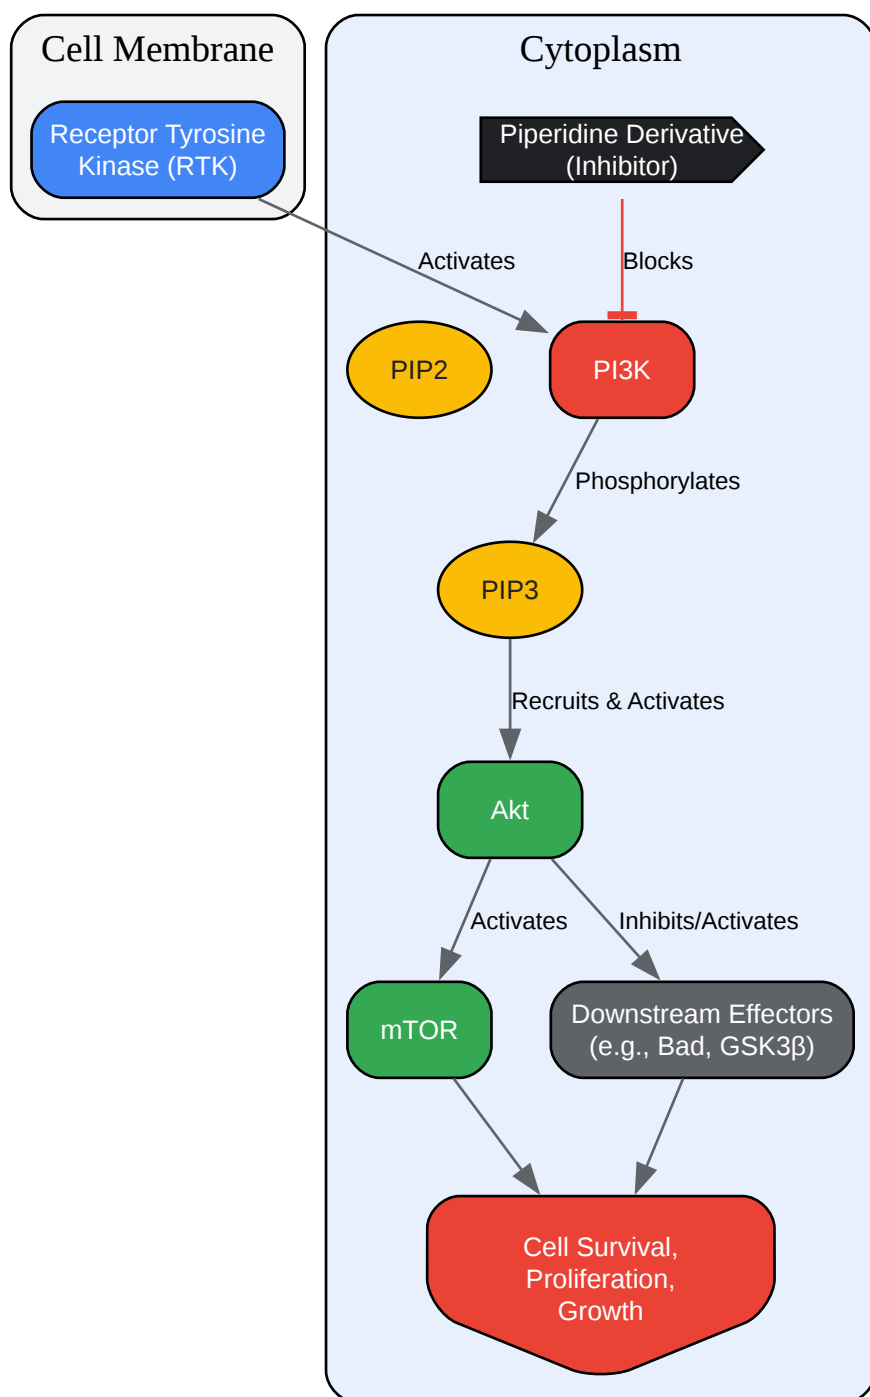 Cell Membrane
Cytoplasm
Receptor Tyrosine
Kinase (RTK)
Piperidine Derivative
(Inhibitor)
Activates
Blocks
PIP2
PI3K
Phosphorylates
PIP3
Recruits & Activates
Akt
Activates
Inhibits/Activates
mTOR
Downstream Effectors
(e.g., Bad, GSK3β)
Cell Survival,
Proliferation,
Growth